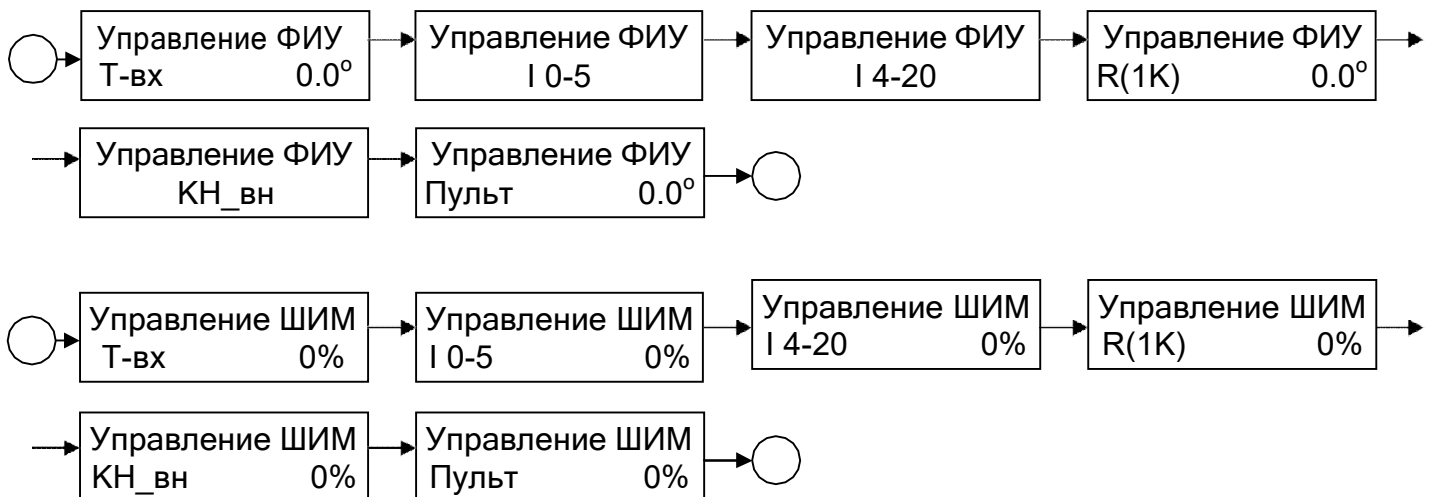 Управление ФИУ
Т-вх 0.0°
Управление ФИУ
I 0-5
Управление ФИУ
I 4-20
Управление ФИУ
R(1K) 0.0°
Управление ФИУ
КН_вн
Управление ФИУ
Пульт 0.0°
Управление ШИМ
Т-вх 0%
Управление ШИМ
I 0-5 0%
Управление ШИМ
I 4-20 0%
Управление ШИМ
R(1K) 0%
Управление ШИМ
КН_вн 0%
Управление ШИМ
Пульт 0%